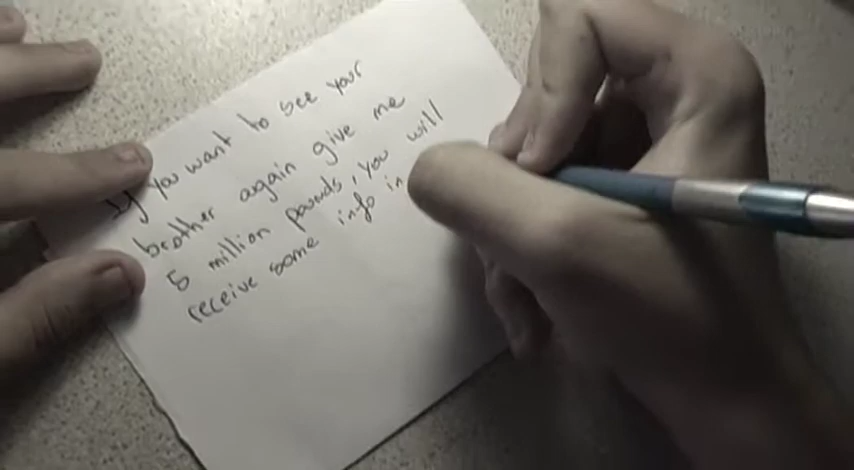 If you want to see your
brother again give me
5 million pounds, you will
receive some info in